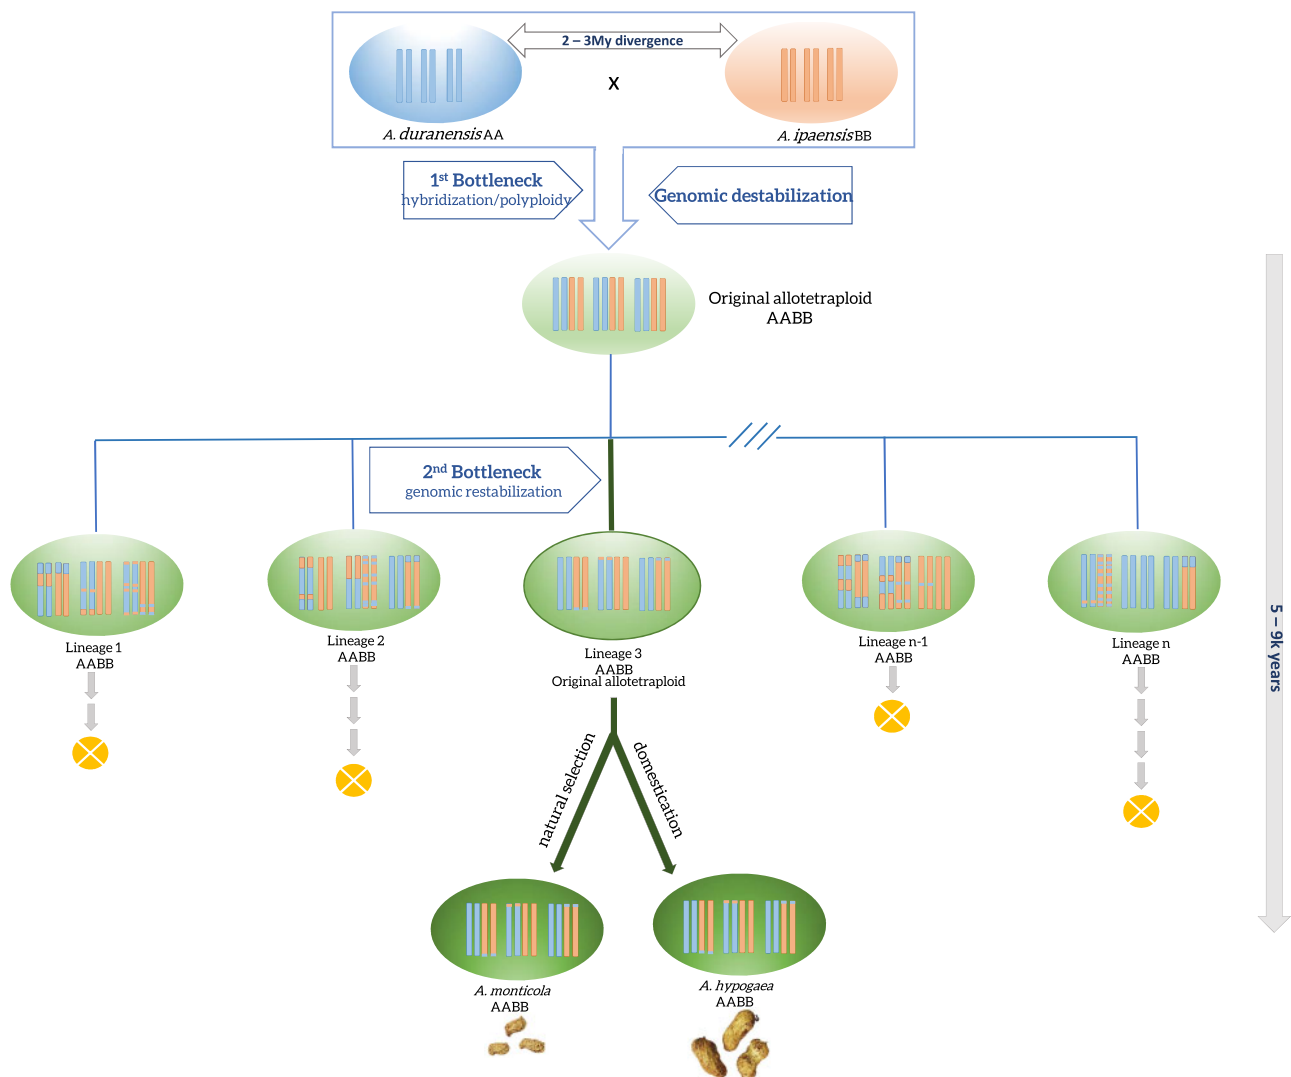 2 – 3My divergence
X
A. duranensis AA
A. ipaensis BB
1st Bottleneck
hybridization/polyploidy
Genomic destabilization
Original allotetraploid
AABB
2nd Bottleneck
genomic restabilization
Lineage 1
AABB
Lineage 2
AABB
Lineage 3
AABB
Original allotetraploid
Lineage n-1
AABB
Lineage n
AABB
5 – 9k years
natural selection
domestication
A. monticola
AABB
A. hypogaea
AABB